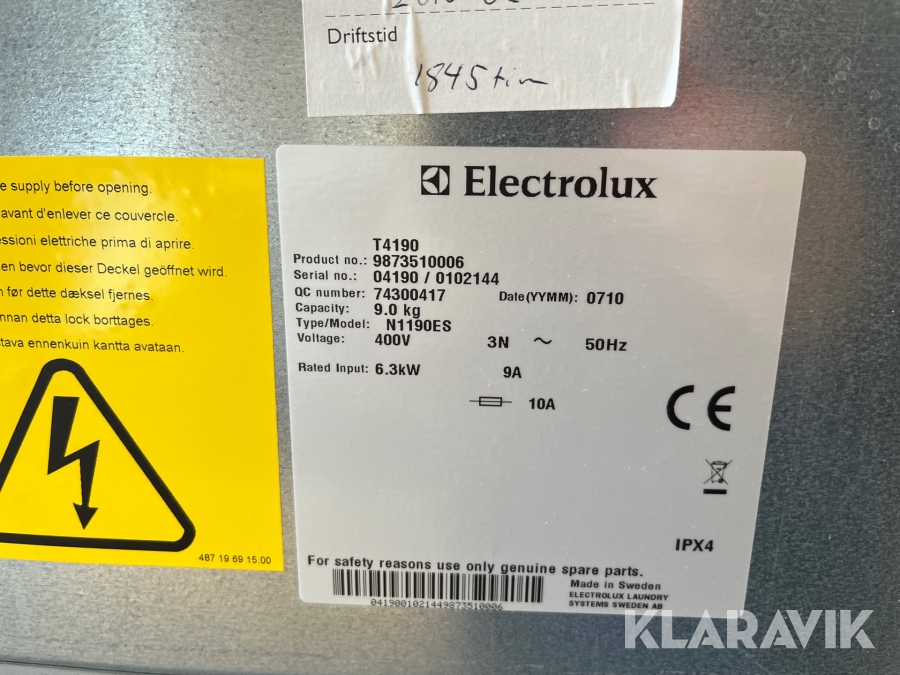 Driftstid
1845 tim
e supply before opening.
avant d'enlever ce couvercle.
essioni elettriche prima di aprire.
en bevor dieser Deckel geöffnet wird.
før dette dæksel fjernes.
nnan detta lock borttages.
stava ennenkuin kantta avataan.
487 19 69 15.00
Electrolux
T4190
Product no.: 9873510006
Serial no.: 04190 / 0102144
QC number: 74300417 Date(YYMM): 0710
Capacity: 9.0 kg
Type/Model: N1190ES
Voltage: 400V 3N ~ 50Hz
Rated Input: 6.3kW 9A
10A
CE
IPX4
For safety reasons use only genuine spare parts.
Made in Sweden
ELECTROLUX LAUNDRY
SYSTEMS SWEDEN AB
0419001021449873510006
KLARAVIK